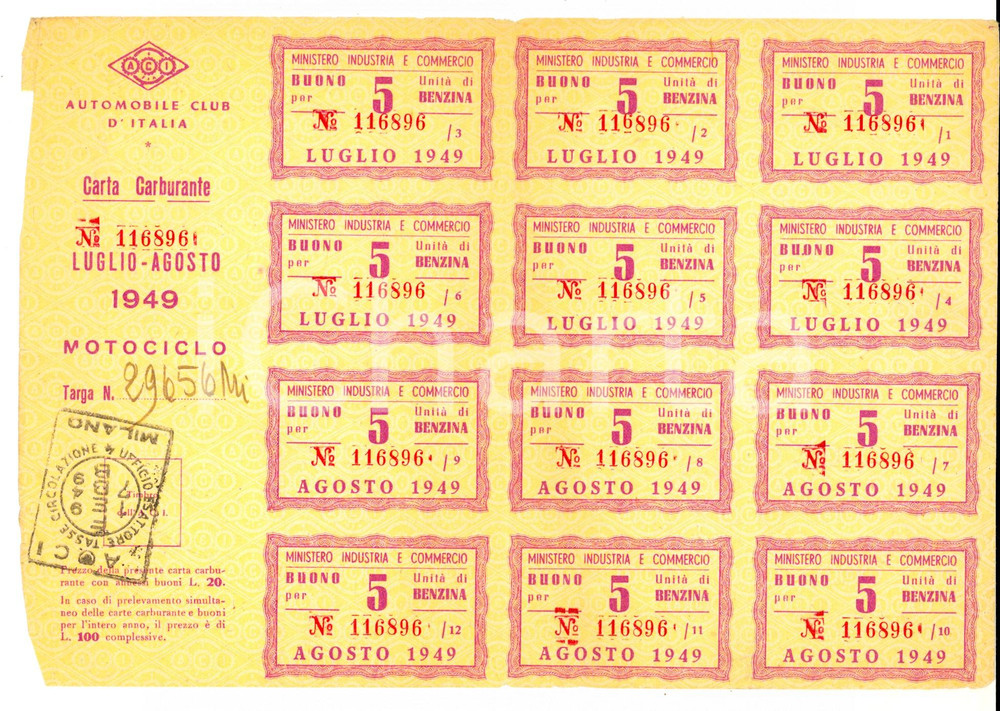 A C I
AUTOMOBILE CLUB
D'ITALIA
*
Carta Carburante
No 116896
LUGLIO-AGOSTO
1949
MOTOCICLO
Targa N. 29656 Mi
MILANO
UFFICIO ESATTORE TASSE CIRCOLAZIONE
A C I
Prezzo della presente carta carbu-
rante con annessi buoni L. 20.
In caso di prelevamento simulta-
neo delle carte carburante e buoni
per l'intero anno, il prezzo è di
L. 100 complessive.
MINISTERO INDUSTRIA E COMMERCIO
BUONO per 5 Unità di BENZINA
No 116896 /3
LUGLIO 1949
MINISTERO INDUSTRIA E COMMERCIO
BUONO per 5 Unità di BENZINA
No 116896 /2
LUGLIO 1949
MINISTERO INDUSTRIA E COMMERCIO
BUONO per 5 Unità di BENZINA
No 116896 /1
LUGLIO 1949
MINISTERO INDUSTRIA E COMMERCIO
BUONO per 5 Unità di BENZINA
No 116896 /6
LUGLIO 1949
MINISTERO INDUSTRIA E COMMERCIO
BUONO per 5 Unità di BENZINA
No 116896 /5
LUGLIO 1949
MINISTERO INDUSTRIA E COMMERCIO
BUONO per 5 Unità di BENZINA
No 116896 /4
LUGLIO 1949
MINISTERO INDUSTRIA E COMMERCIO
BUONO per 5 Unità di BENZINA
No 116896 /9
AGOSTO 1949
MINISTERO INDUSTRIA E COMMERCIO
BUONO per 5 Unità di BENZINA
No 116896 /8
AGOSTO 1949
MINISTERO INDUSTRIA E COMMERCIO
BUONO per 5 Unità di BENZINA
No 116896 /7
AGOSTO 1949
MINISTERO INDUSTRIA E COMMERCIO
BUONO per 5 Unità di BENZINA
No 116896 /12
AGOSTO 1949
MINISTERO INDUSTRIA E COMMERCIO
BUONO per 5 Unità di BENZINA
No 116896 /11
AGOSTO 1949
MINISTERO INDUSTRIA E COMMERCIO
BUONO per 5 Unità di BENZINA
No 116896 /10
AGOSTO 1949